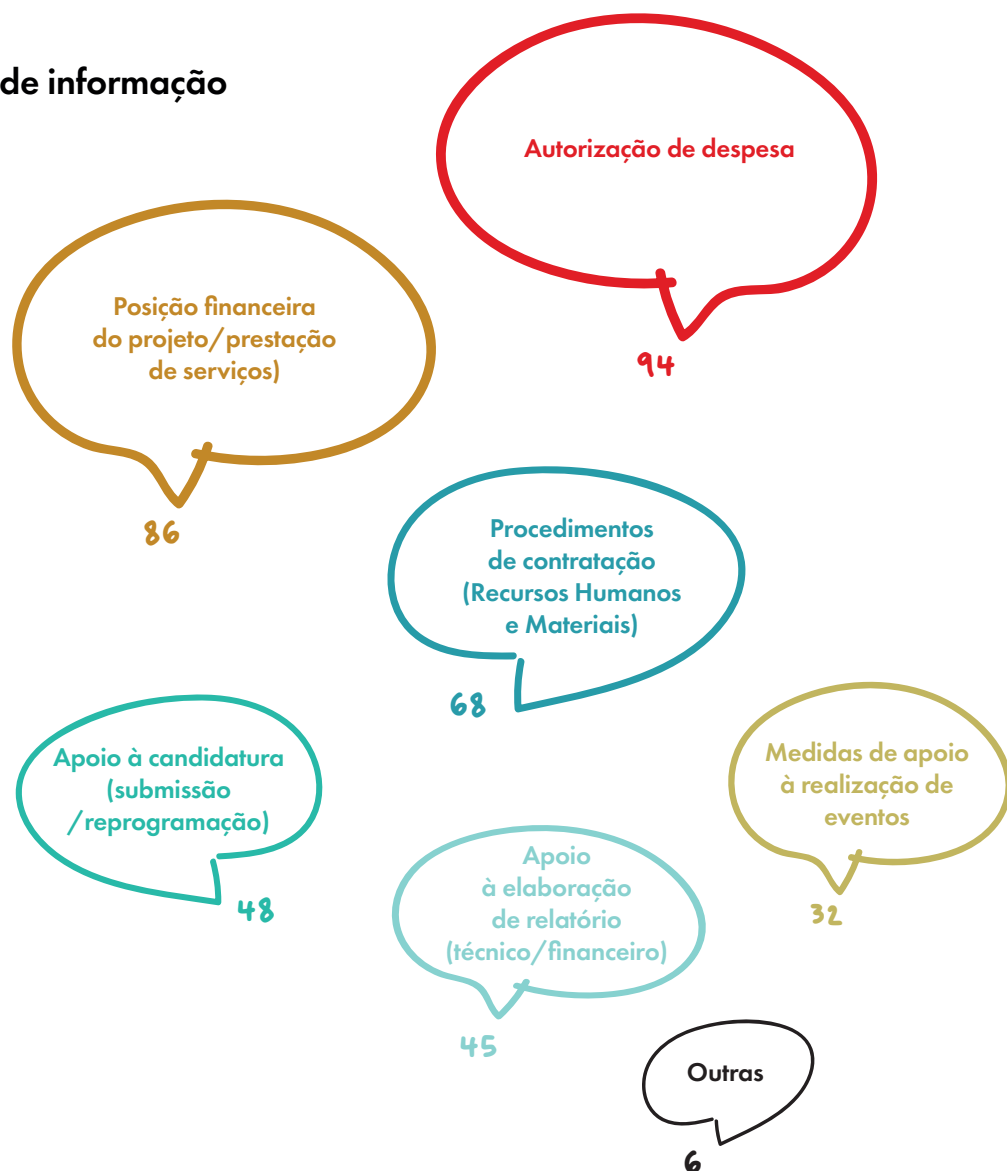 de informação
Autorização de despesa
94
Posição financeira
do projeto/prestação
de serviços)
86
Procedimentos
de contratação
(Recursos Humanos
e Materiais)
68
Apoio à candidatura
(submissão
/reprogramação)
48
Medidas de apoio
à realização de
eventos
32
Apoio
à elaboração
de relatório
(técnico/financeiro)
45
Outras
6